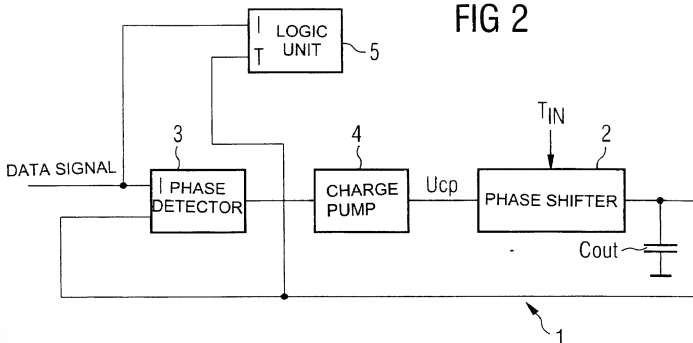 FIG 2
I
LOGIC
UNIT
T
5
TIN
3
4
2
DATA SIGNAL
I PHASE
DETECTOR
CHARGE
PUMP
Ucp
PHASE SHIFTER
Cout
1